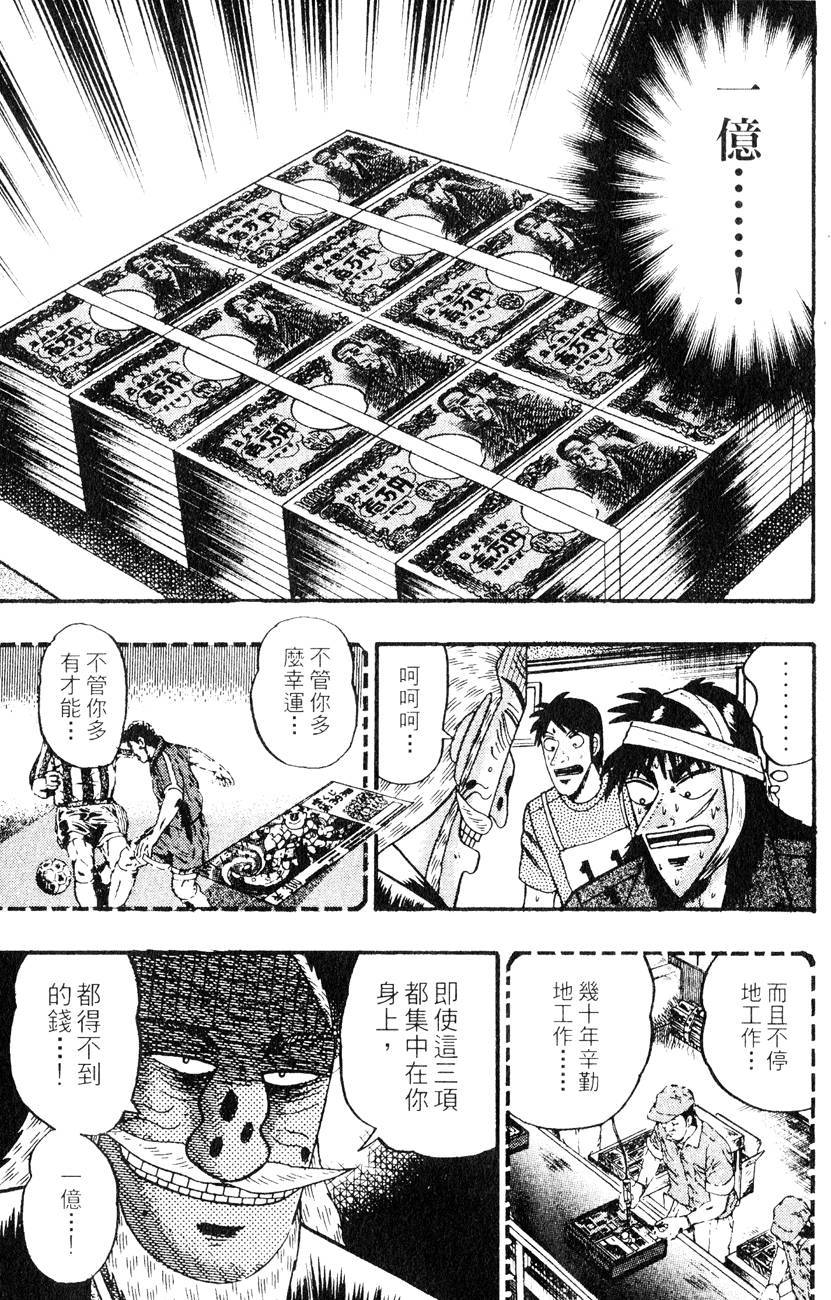 一億………！
………
呵呵呵…
不管你多
麼幸運…
不管你多
有才能…
而且不停
地工作…
幾十年辛勤
地工作……
即使這三項
都集中在你
身上，
都得不到
的錢…！
一億…！